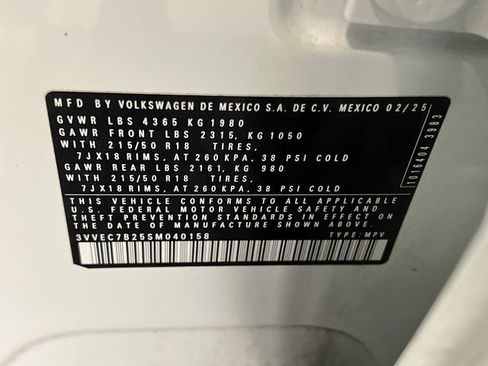 MFD BY VOLKSWAGEN DE MEXICO S.A. DE C.V. MEXICO 02/25
GVWR LBS 4365 KG 1980
GAWR FRONT LBS 2315, KG 1050
WITH 215/50 R18 TIRES,
7JX18 RIMS, AT 260 KPA, 38 PSI COLD
GAWR REAR LBS 2161, KG 980
WITH 215/50 R18 TIRES,
7JX18 RIMS, AT 260 KPA, 38 PSI COLD
THIS VEHICLE CONFORMS TO ALL APPLICABLE
U.S. FEDERAL MOTOR VEHICLE SAFETY AND
THEFT PREVENTION STANDARDS IN EFFECT ON
THE DATE OF MANUFACTURE SHOWN ABOVE.
3VVEC7B25SM040158 TYPE: MPV
1016404 3983